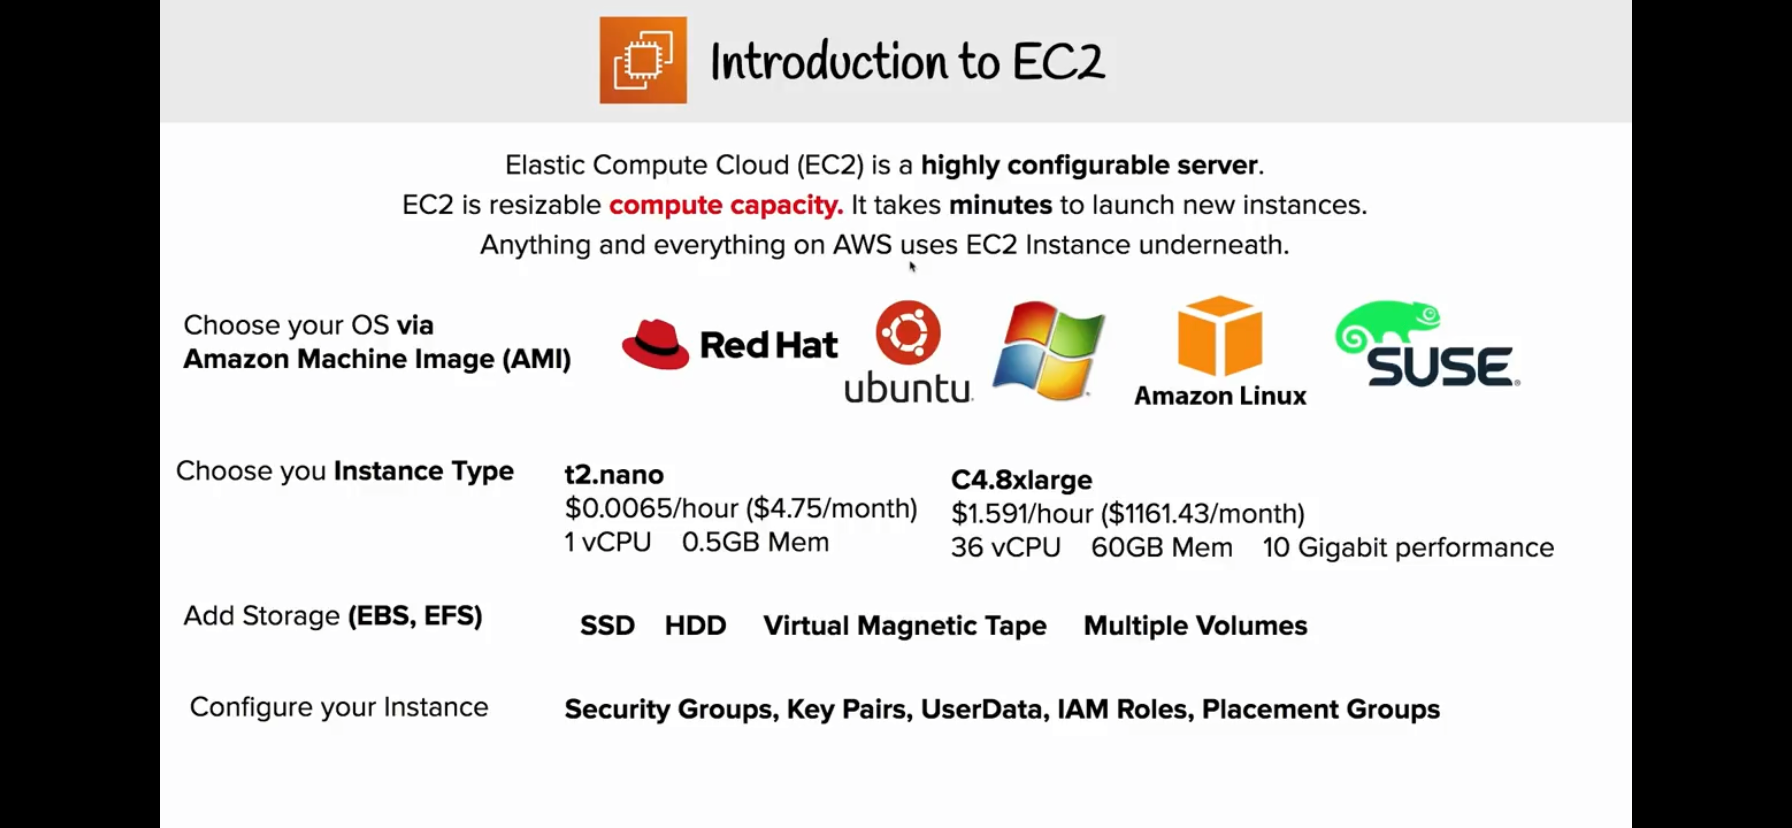 Introduction to EC2
Elastic Compute Cloud (EC2) is a highly configurable server.
EC2 is resizable compute capacity. It takes minutes to launch new instances.
Anything and everything on AWS uses EC2 Instance underneath.
Choose your OS via
Amazon Machine Image (AMI)
Red Hat
ubuntu
Amazon Linux
SUSE
Choose you Instance Type
t2.nano
$0.0065/hour ($4.75/month)
1 vCPU 0.5GB Mem
C4.8xlarge
$1.591/hour ($1161.43/month)
36 vCPU 60GB Mem 10 Gigabit performance
Add Storage (EBS, EFS)
SSD HDD Virtual Magnetic Tape Multiple Volumes
Configure your Instance
Security Groups, Key Pairs, UserData, IAM Roles, Placement Groups